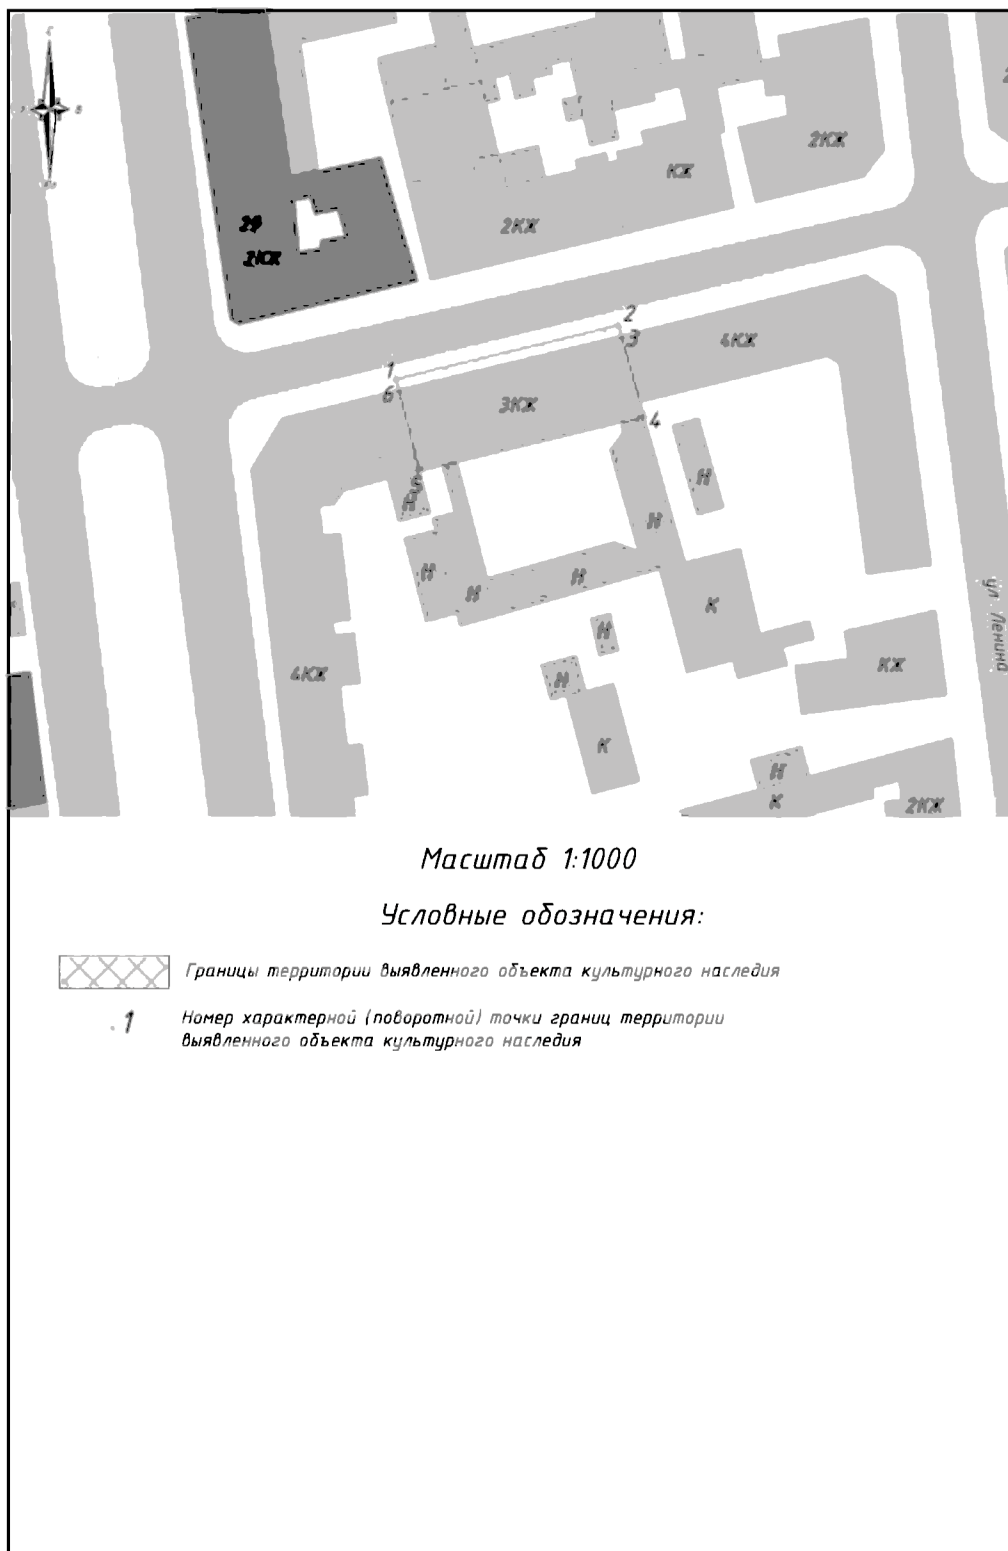 2КЖ
КЖ
2КЖ
2КЖ
2
1
3
4КЖ
6
3КЖ
4
5
Н
Н
Н
Н
Н
Н
К
Н
ул. Ленина
4КЖ
Н
КЖ
К
Н
К
2КЖ
Масштаб 1:1000
Условные обозначения:
Границы территории выявленного объекта культурного наследия
1 Номер характерной (поворотной) точки границ территории
выявленного объекта культурного наследия